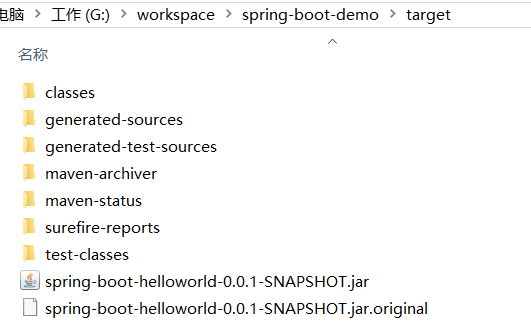 电脑 > 工作 (G:) > workspace > spring-boot-demo > target
名称
classes
generated-sources
generated-test-sources
maven-archiver
maven-status
surefire-reports
test-classes
spring-boot-helloworld-0.0.1-SNAPSHOT.jar
spring-boot-helloworld-0.0.1-SNAPSHOT.jar.original